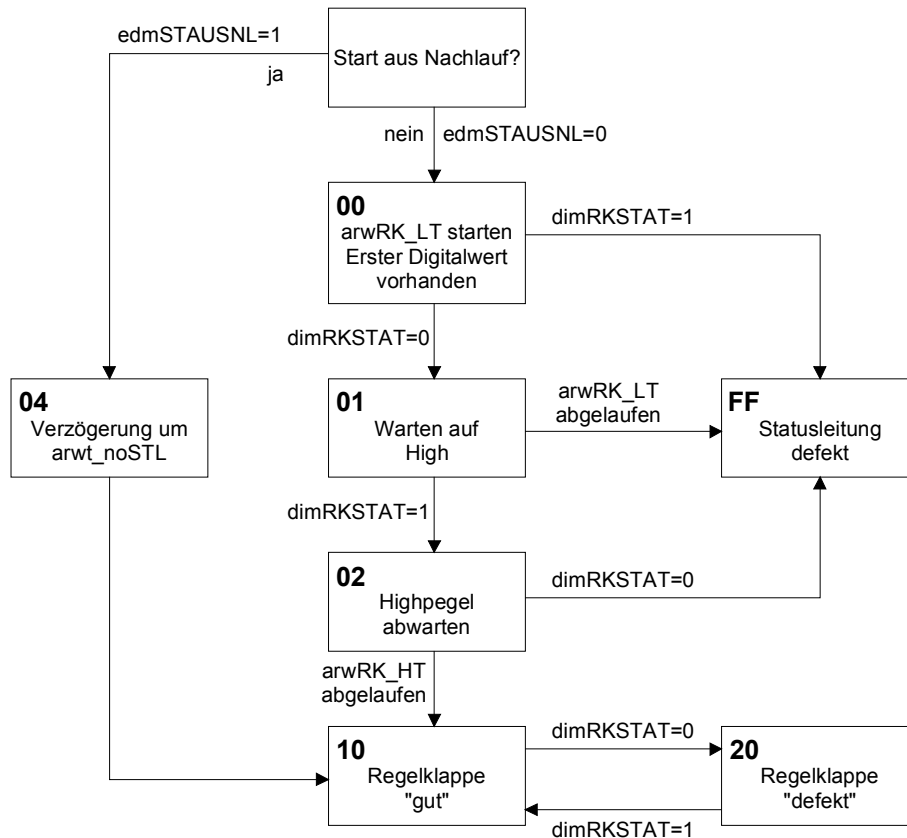 edmSTAUSNL=1
ja
Start aus Nachlauf?
nein
edmSTAUSNL=0
00
arwRK_LT starten
Erster Digitalwert
vorhanden
dimRKSTAT=1
dimRKSTAT=0
04
Verzögerung um
arwt_noSTL
01
Warten auf
High
arwRK_LT
abgelaufen
FF
Statusleitung
defekt
dimRKSTAT=1
02
Highpegel
abwarten
dimRKSTAT=0
arwRK_HT
abgelaufen
10
Regelklappe
"gut"
dimRKSTAT=0
dimRKSTAT=1
20
Regelklappe
"defekt"